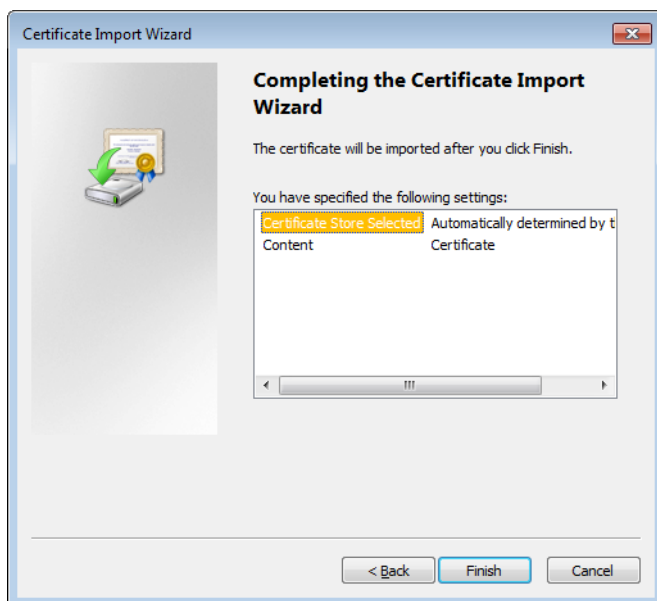 Certificate Import Wizard
Completing the Certificate Import
Wizard
The certificate will be imported after you click Finish.
You have specified the following settings:
Certificate Store Selected Automatically determined by t
Content Certificate
< Back Finish Cancel